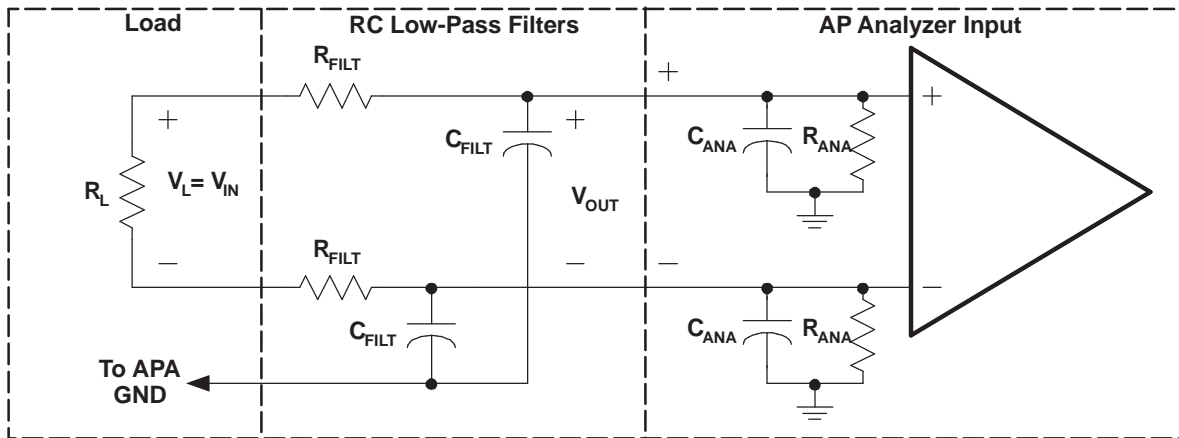 Load
RC Low-Pass Filters
AP Analyzer Input
R_FILT
+
+
+
+
C_FILT
C_ANA
R_ANA
R_L
V_L= V_IN
V_OUT
R_FILT
−
−
−
−
C_FILT
C_ANA
R_ANA
To APA
GND